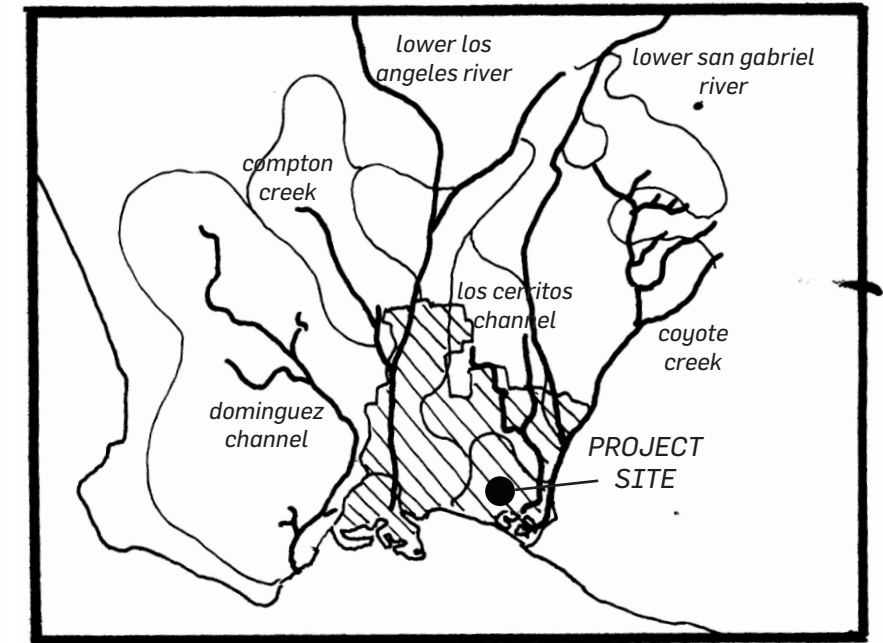 lower los
angeles river
lower san gabriel
river
compton
creek
los cerritos
channel
coyote
creek
dominguez
channel
PROJECT
SITE